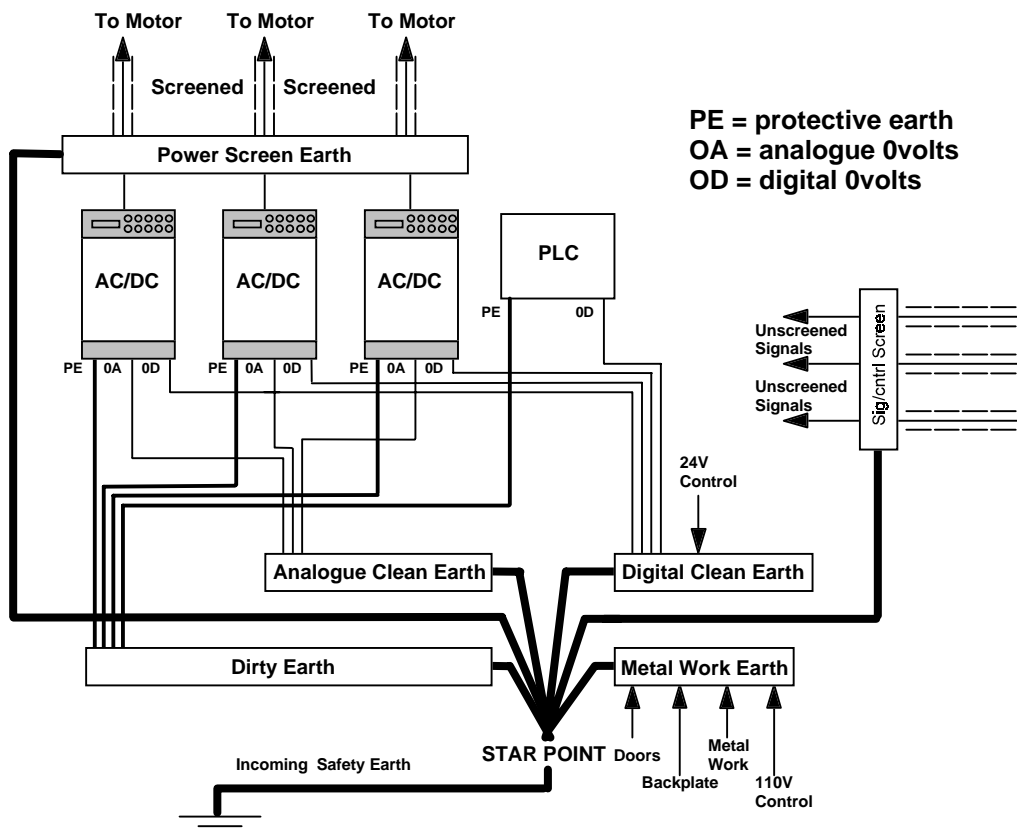 To Motor To Motor To Motor
Screened Screened
PE = protective earth
OA = analogue 0volts
OD = digital 0volts
Power Screen Earth
AC/DC AC/DC AC/DC
PLC
PE 0D
PE 0A 0D PE 0A 0D PE 0A 0D
Unscreened
Signals
Unscreened
Signals
Sig/cntrl Screen
24V
Control
Analogue Clean Earth
Digital Clean Earth
Dirty Earth
Metal Work Earth
STAR POINT
Doors
Backplate
Metal
Work
110V
Control
Incoming Safety Earth